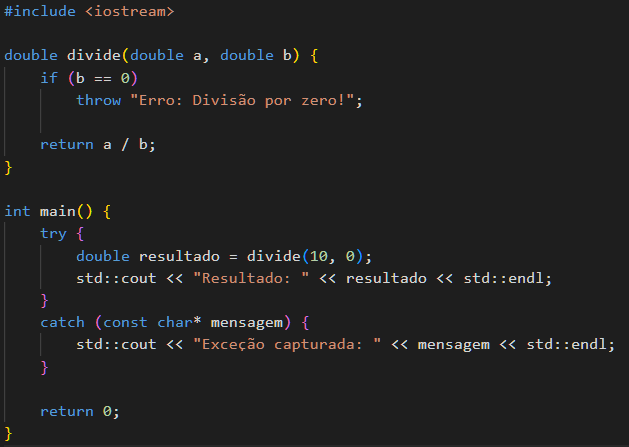 #include <iostream>

double divide(double a, double b) {
    if (b == 0)
        throw "Erro: Divisão por zero!";

    return a / b;
}

int main() {
    try {
        double resultado = divide(10, 0);
        std::cout << "Resultado: " << resultado << std::endl;
    }
    catch (const char* mensagem) {
        std::cout << "Exceção capturada: " << mensagem << std::endl;
    }

    return 0;
}